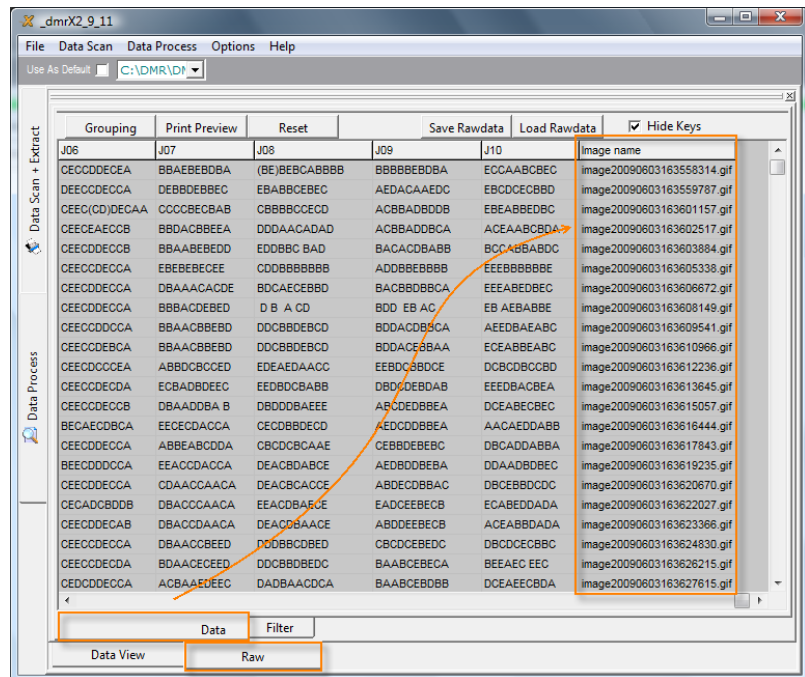 _dmrX2_9_11
File Data Scan Data Process Options Help
Use As Default C:\DMR\DM
Data Scan + Extract
Data Process
Grouping Print Preview Reset Save Rawdata Load Rawdata Hide Keys
J06 J07 J08 J09 J10 Image name
CECCDDECEA BBAEBEBDBA (BE)BEBCABBBB BBBBBEBDBA ECCAABCBEC image20090603163558314.gif
DEECCDECCA DEBBDEBBEC EBABBCEBEC AEDACAAEDC EBCDCECBBD image20090603163559787.gif
CEEC(CD)DECAA CCCCBECBAB CBBBBCCECD ACBBADBDDB EBEABBEDBC image20090603163601157.gif
CEECEAECCB BBDACBBEEA DDDAACADAD ACBBADDBCA ACEAABCBDA image20090603163602517.gif
CEECDDECCB BBAABEBEDD EDDBBC BAD BACACDBABB BCCABBABDC image20090603163603884.gif
CEECCDECCA EBEBEBECEE CDDBBBBBBB ADDBBEBBBB EEEBBBBBBE image20090603163605338.gif
CEECCDECCA DBAAACACDE BDCAECEBBD BACBBDBBCA EEEABEDBEC image20090603163606672.gif
CEECCDECCA BBBACDEBED D B A CD BDD EB AC EB AEBABBE image20090603163608149.gif
CEECCDDCCA BBAACBBEBD DDCBBDEBCD BDDACDBBCA AEEDBAEABC image20090603163609541.gif
CEECCDEBCA BBAACBBEBD DDCBBDEBCD BDDACEBBAA ECEABBEABC image20090603163610966.gif
CEECDCCCEA ABBDCBCCED EDEAEDAACC EEBDCBBDCE DCBCDBCCBD image20090603163612236.gif
CEECCDECDA ECBADBDEEC EEDBDCBABB DBDCDEBDAB EEEDBACBEA image20090603163613645.gif
CEECCDECCB DBAADDBA B DBDDDBAEEE ABCDEDBBEA DCEABECBEC image20090603163615057.gif
BECAECDBCA EECECDDCCA CECDBBDECD AEDCDDBBEA AACAEDDABB image20090603163616444.gif
CEECDDECCA ABBEABCDDA CBCDCBCAAE CEBBDEBEBC DBCADDABBA image20090603163617843.gif
BEECDDDCCA EEACCDACCA DEACBDABCE AEDBDDBEBA DDAADBDBEC image20090603163619235.gif
CEECCDECCA CDAACCAACA DEACBCACCE ABDECDBBAC DBCEBBDCDC image20090603163620670.gif
CECADCBDDB DBACCCAACA EEACDBAECE EADCEEBECB ECABEDDADA image20090603163622027.gif
CEECDDECAB DBACCDAACA DEACDBAACE ABDDEEBECB ACEABBDADA image20090603163623366.gif
CEECCDECCA DBAACCBEED DDDBBCDBED CBCDCEBEDC DBCDCECBBC image20090603163624830.gif
CEECCDECDA BDAACECEED DDCBBDBEDC BAABCEBECA BEEAEC EEC image20090603163626215.gif
CEDCDDECCA ACBAAEDEEC DADBAACDCA BAABCEBDBB DCEAEECBDA image20090603163627615.gif
Data Filter
Data View Raw